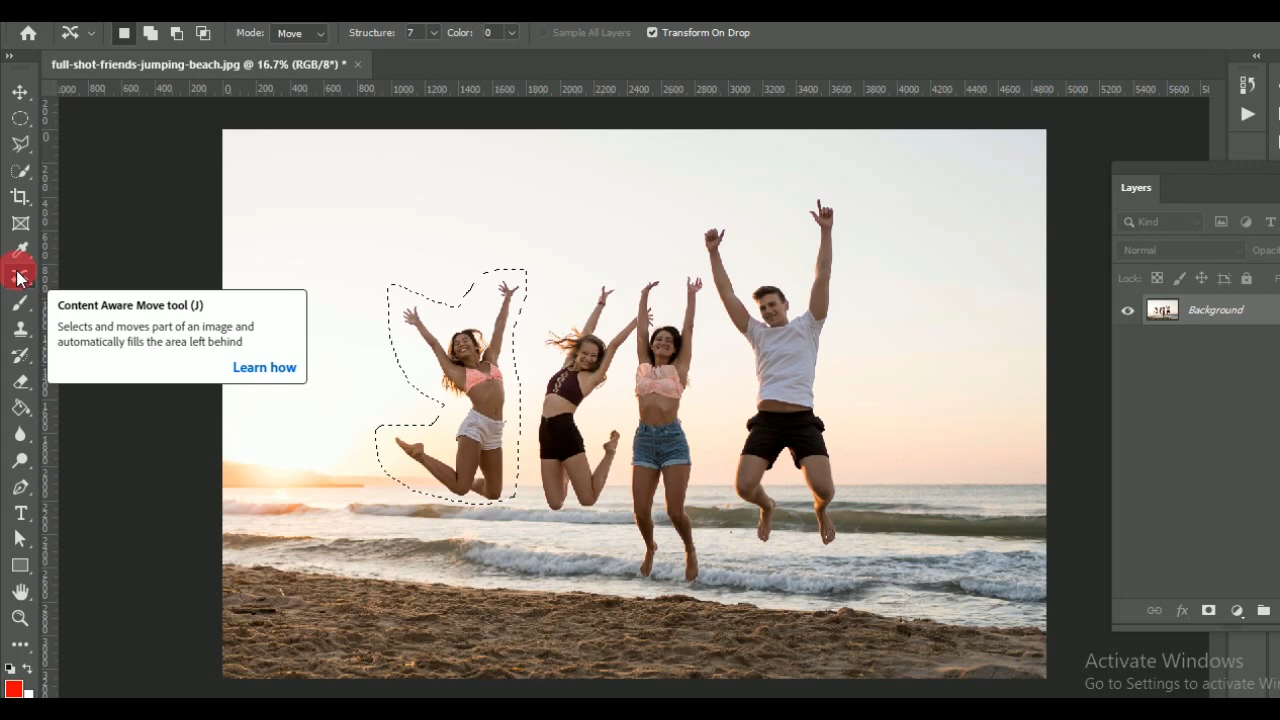 Mode: Move Structure: 7 Color: 0 Sample All Layers Transform On Drop
full-shot-friends-jumping-beach.jpg @ 16.7% (RGB/8*) * ×
1000 800 600 400 200 0 200 400 600 800 1000 1200 1400 1600 1800 2000 2200 2400 2600 2800 3000 3200 3400 3600 3800 4000 4200 4400 4600 4800 5000 5200 5400 5600
Layers
Kind
Normal Opaci
Lock:
Content Aware Move tool (J)
Selects and moves part of an image and
automatically fills the area left behind
Learn how
Background
fx
Activate Windows
Go to Settings to activate Wi